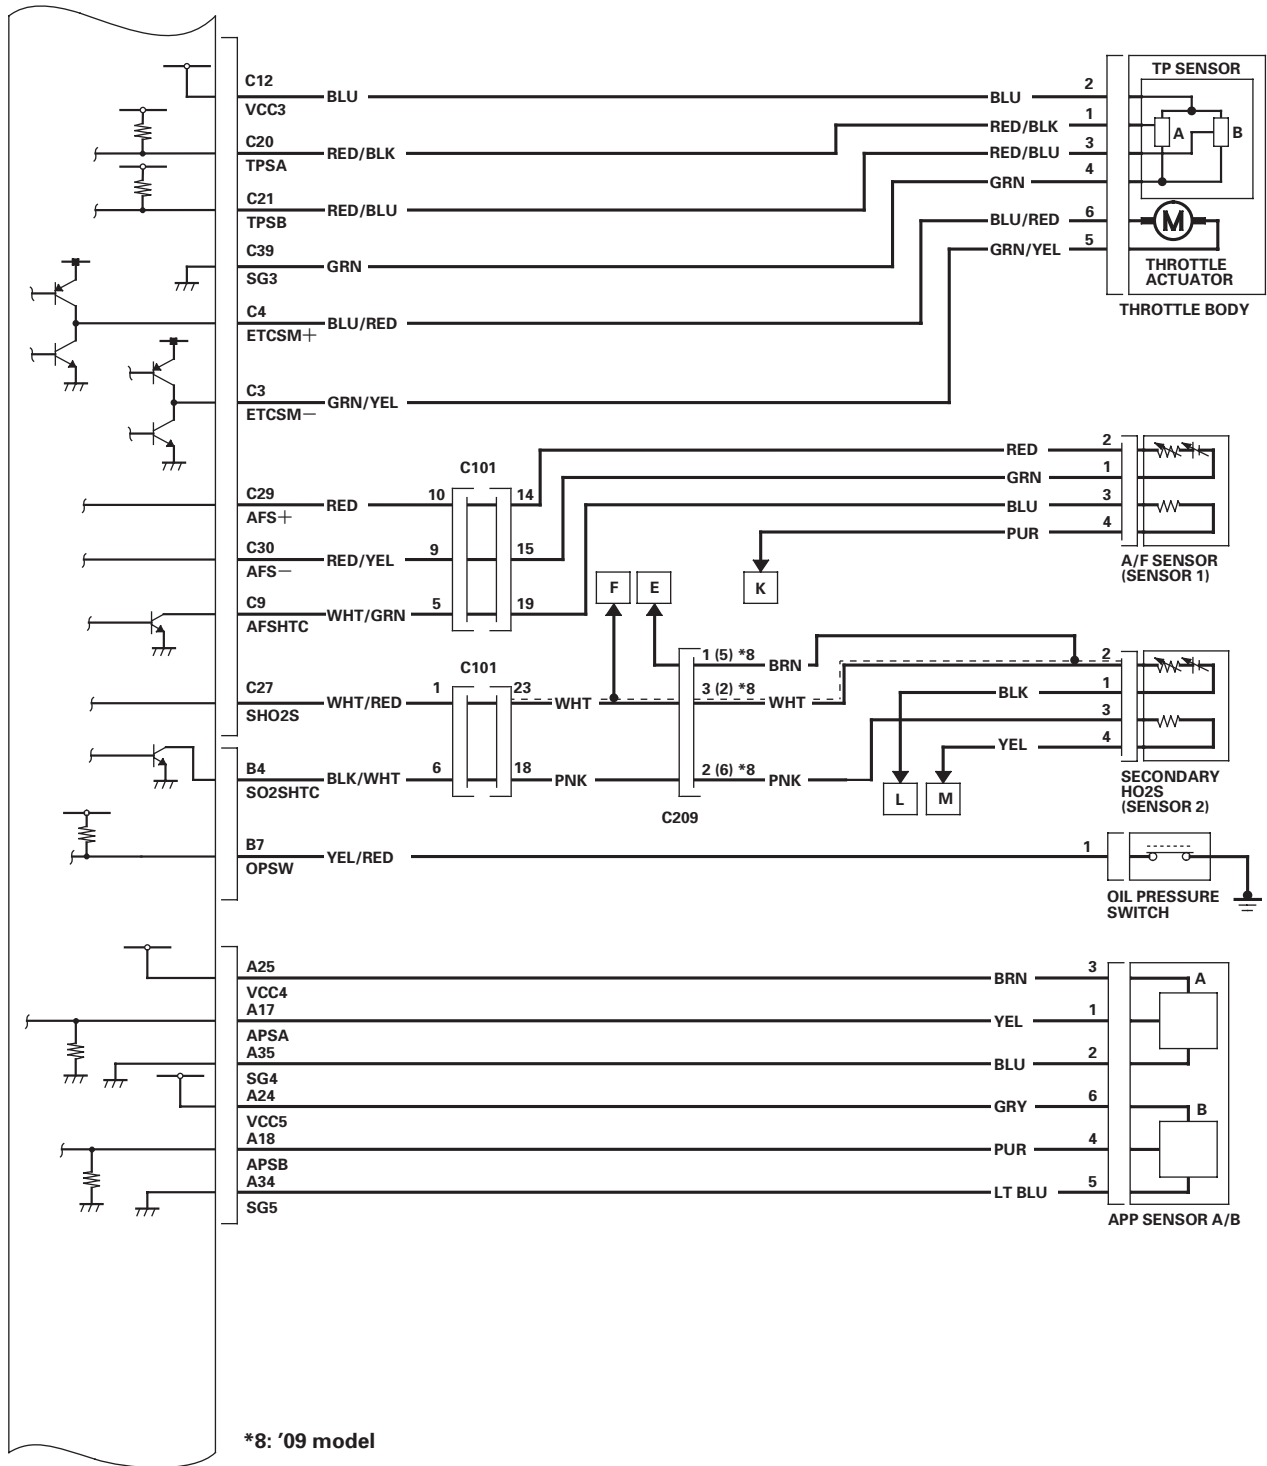 TP SENSOR
C12
BLU
BLU
2
VCC3
RED/BLK
1
A
B
C20
RED/BLK
RED/BLU
3
TPSA
GRN
4
C21
RED/BLU
TPSB
BLU/RED
6
M
C39
GRN
GRN/YEL
5
SG3
THROTTLE
ACTUATOR
C4
BLU/RED
THROTTLE BODY
ETCSM+
C3
GRN/YEL
ETCSM−
C101
RED
2
GRN
1
C29
RED
10
14
BLU
3
AFS+
PUR
4
C30
RED/YEL
9
15
A/F SENSOR
(SENSOR 1)
AFS−
F
E
K
C9
WHT/GRN
5
19
AFSHTC
C101
1 (5) *8
BRN
2
C27
WHT/RED
1
23
WHT
3 (2) *8
WHT
BLK
1
SHO2S
3
YEL
4
B4
BLK/WHT
6
18
PNK
2 (6) *8
PNK
SO2SHTC
L
M
SECONDARY
HO2S
(SENSOR 2)
C209
B7
YEL/RED
1
OPSW
OIL PRESSURE
SWITCH
A25
BRN
3
A
VCC4
A17
YEL
1
APSA
A35
BLU
2
SG4
A24
GRY
6
B
VCC5
A18
PUR
4
APSB
A34
LT BLU
5
SG5
APP SENSOR A/B
*8: ’09 model